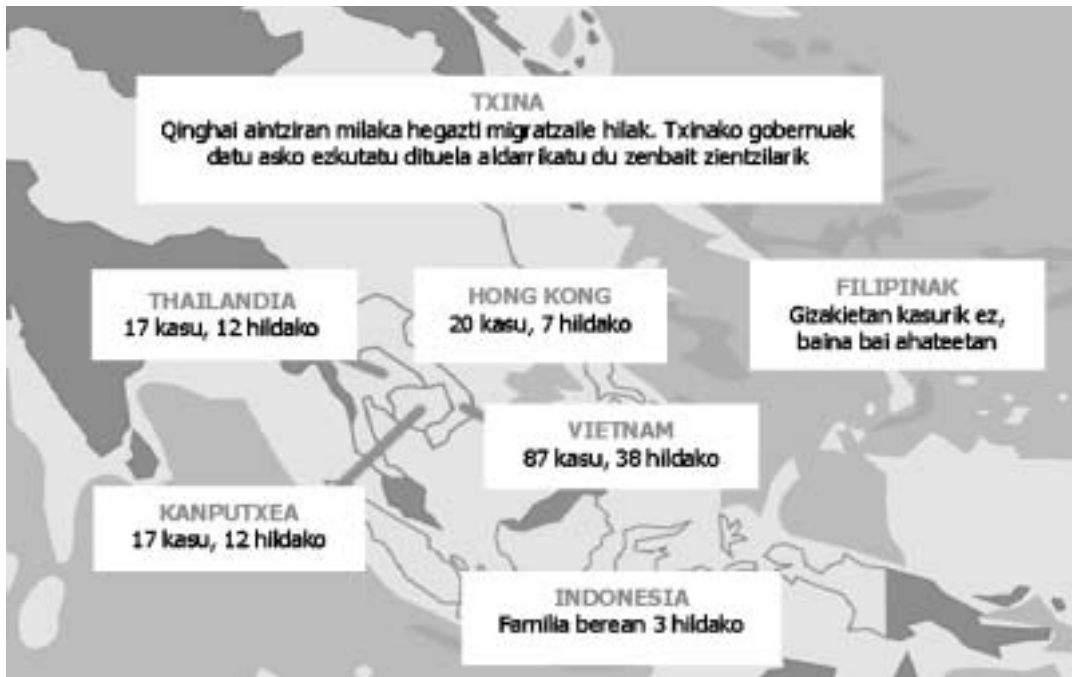 TXINA
Qinghai aintziran milaka hegazti migratzaile hilak. Txinako gobernuak
datu asko ezkutatu dituela aldarrikatu du zenbait zientzilarik
THAILANDIA
17 kasu, 12 hildako
HONG KONG
20 kasu, 7 hildako
FILIPINAK
Gizakietan kasurik ez,
baina bai ahateetan
VIETNAM
87 kasu, 38 hildako
KANPUTXEA
17 kasu, 12 hildako
INDONESIA
Familia berean 3 hildako